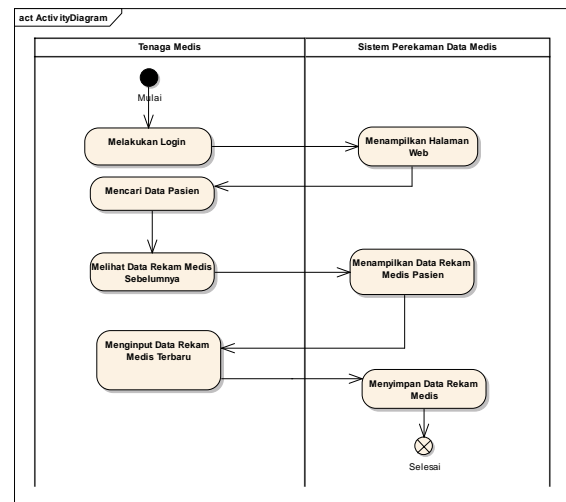 act ActivityDiagram
Tenaga Medis
Sistem Perekaman Data Medis
Mulai
Melakukan Login
Menampilkan Halaman
Web
Mencari Data Pasien
Melihat Data Rekam Medis
Sebelumnya
Menampilkan Data Rekam
Medis Pasien
Menginput Data Rekam
Medis Terbaru
Menyimpan Data Rekam
Medis
Selesai